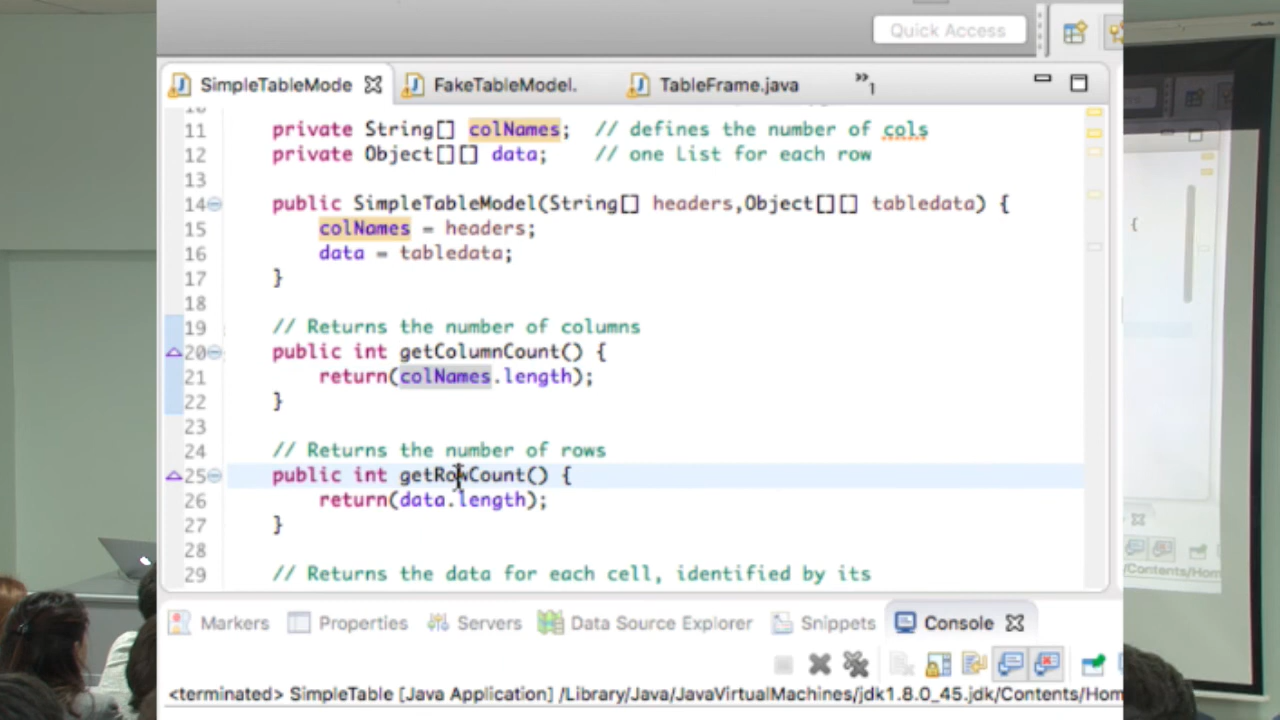 Quick Access
SimpleTableMode
FakeTableModel.
TableFrame.java
»1
11 private String[] colNames; // defines the number of cols
12 private Object[][] data; // one List for each row
13
14 public SimpleTableModel(String[] headers,Object[][] tabledata) {
15 colNames = headers;
16 data = tabledata;
17 }
18
19 // Returns the number of columns
20 public int getColumnCount() {
21 return(colNames.length);
22 }
23
24 // Returns the number of rows
25 public int getRowCount() {
26 return(data.length);
27 }
28
29 // Returns the data for each cell, identified by its
Markers Properties Servers Data Source Explorer Snippets Console
<terminated> SimpleTable [Java Application] /Library/Java/JavaVirtualMachines/jdk1.8.0_45.jdk/Contents/Hom
{
/Contents/Hom